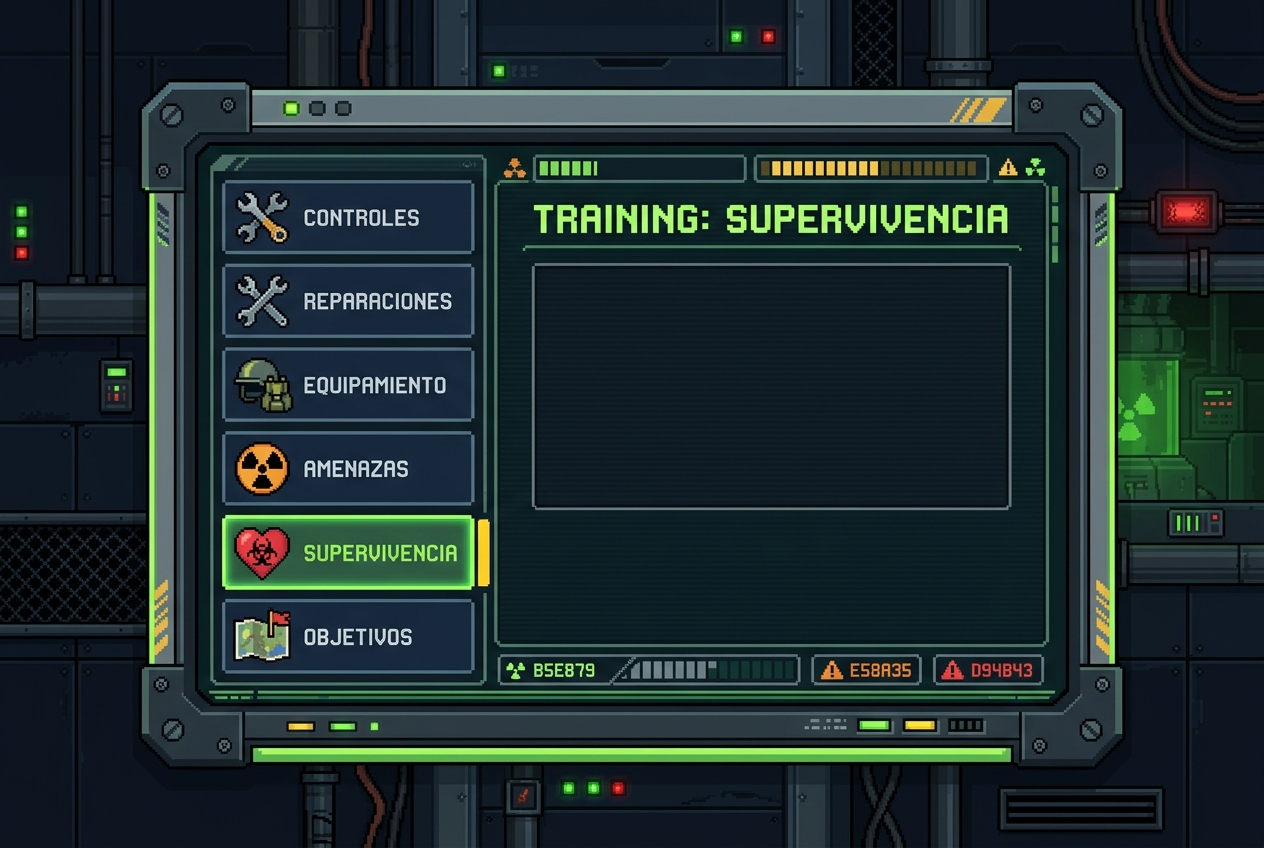 CONTROLES
REPARACIONES
EQUIPAMIENTO
AMENAZAS
SUPERVIVENCIA
OBJETIVOS
TRAINING: SUPERVIVENCIA
B5E879
E58A35
D94B43